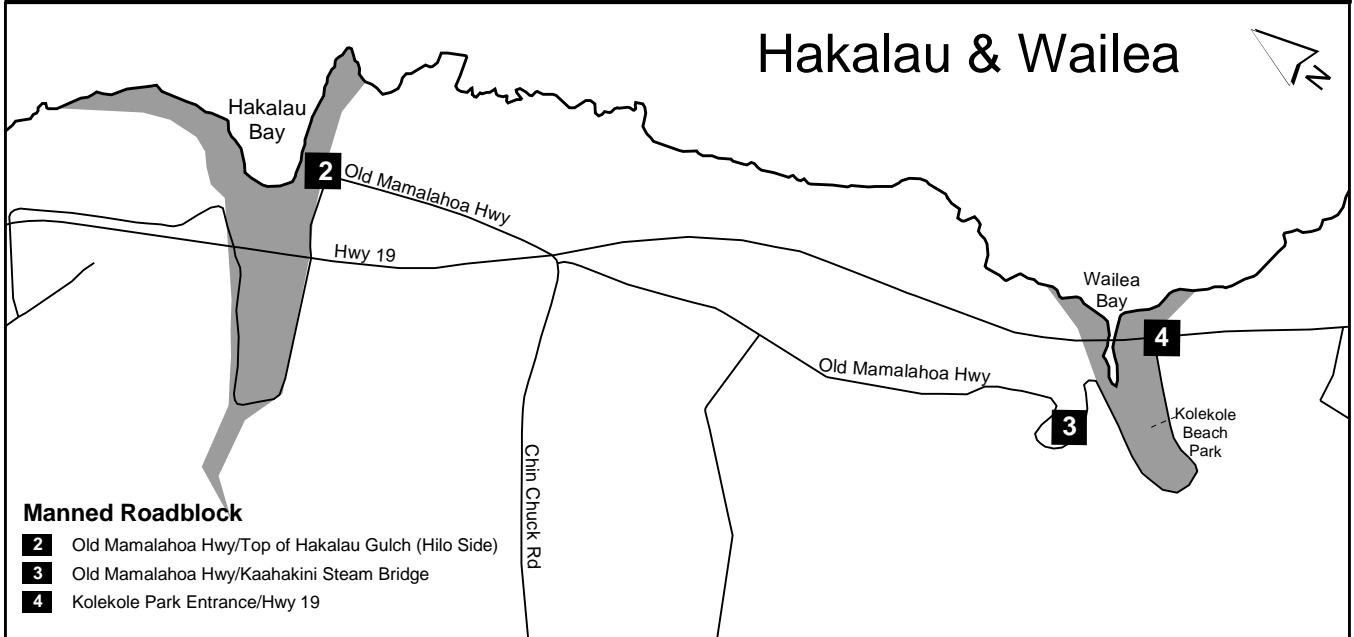 Hakalau & Wailea
N
Hakalau
Bay
2
Old Mamalahoa Hwy
Hwy 19
Wailea
Bay
4
Old Mamalahoa Hwy
3
Kolekole
Beach
Park
Chin Chuck Rd
Manned Roadblock
2 Old Mamalahoa Hwy/Top of Hakalau Gulch (Hilo Side)
3 Old Mamalahoa Hwy/Kaahakini Steam Bridge
4 Kolekole Park Entrance/Hwy 19